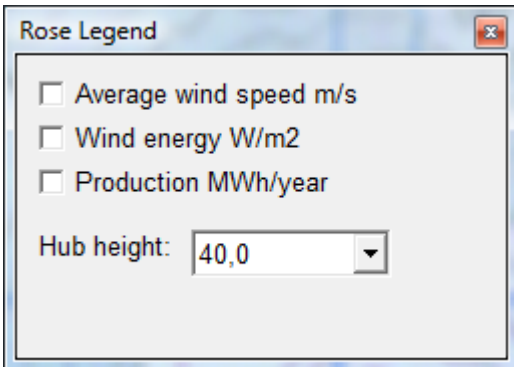 Rose Legend
Average wind speed m/s
Wind energy W/m2
Production MWh/year
Hub height: 40,0